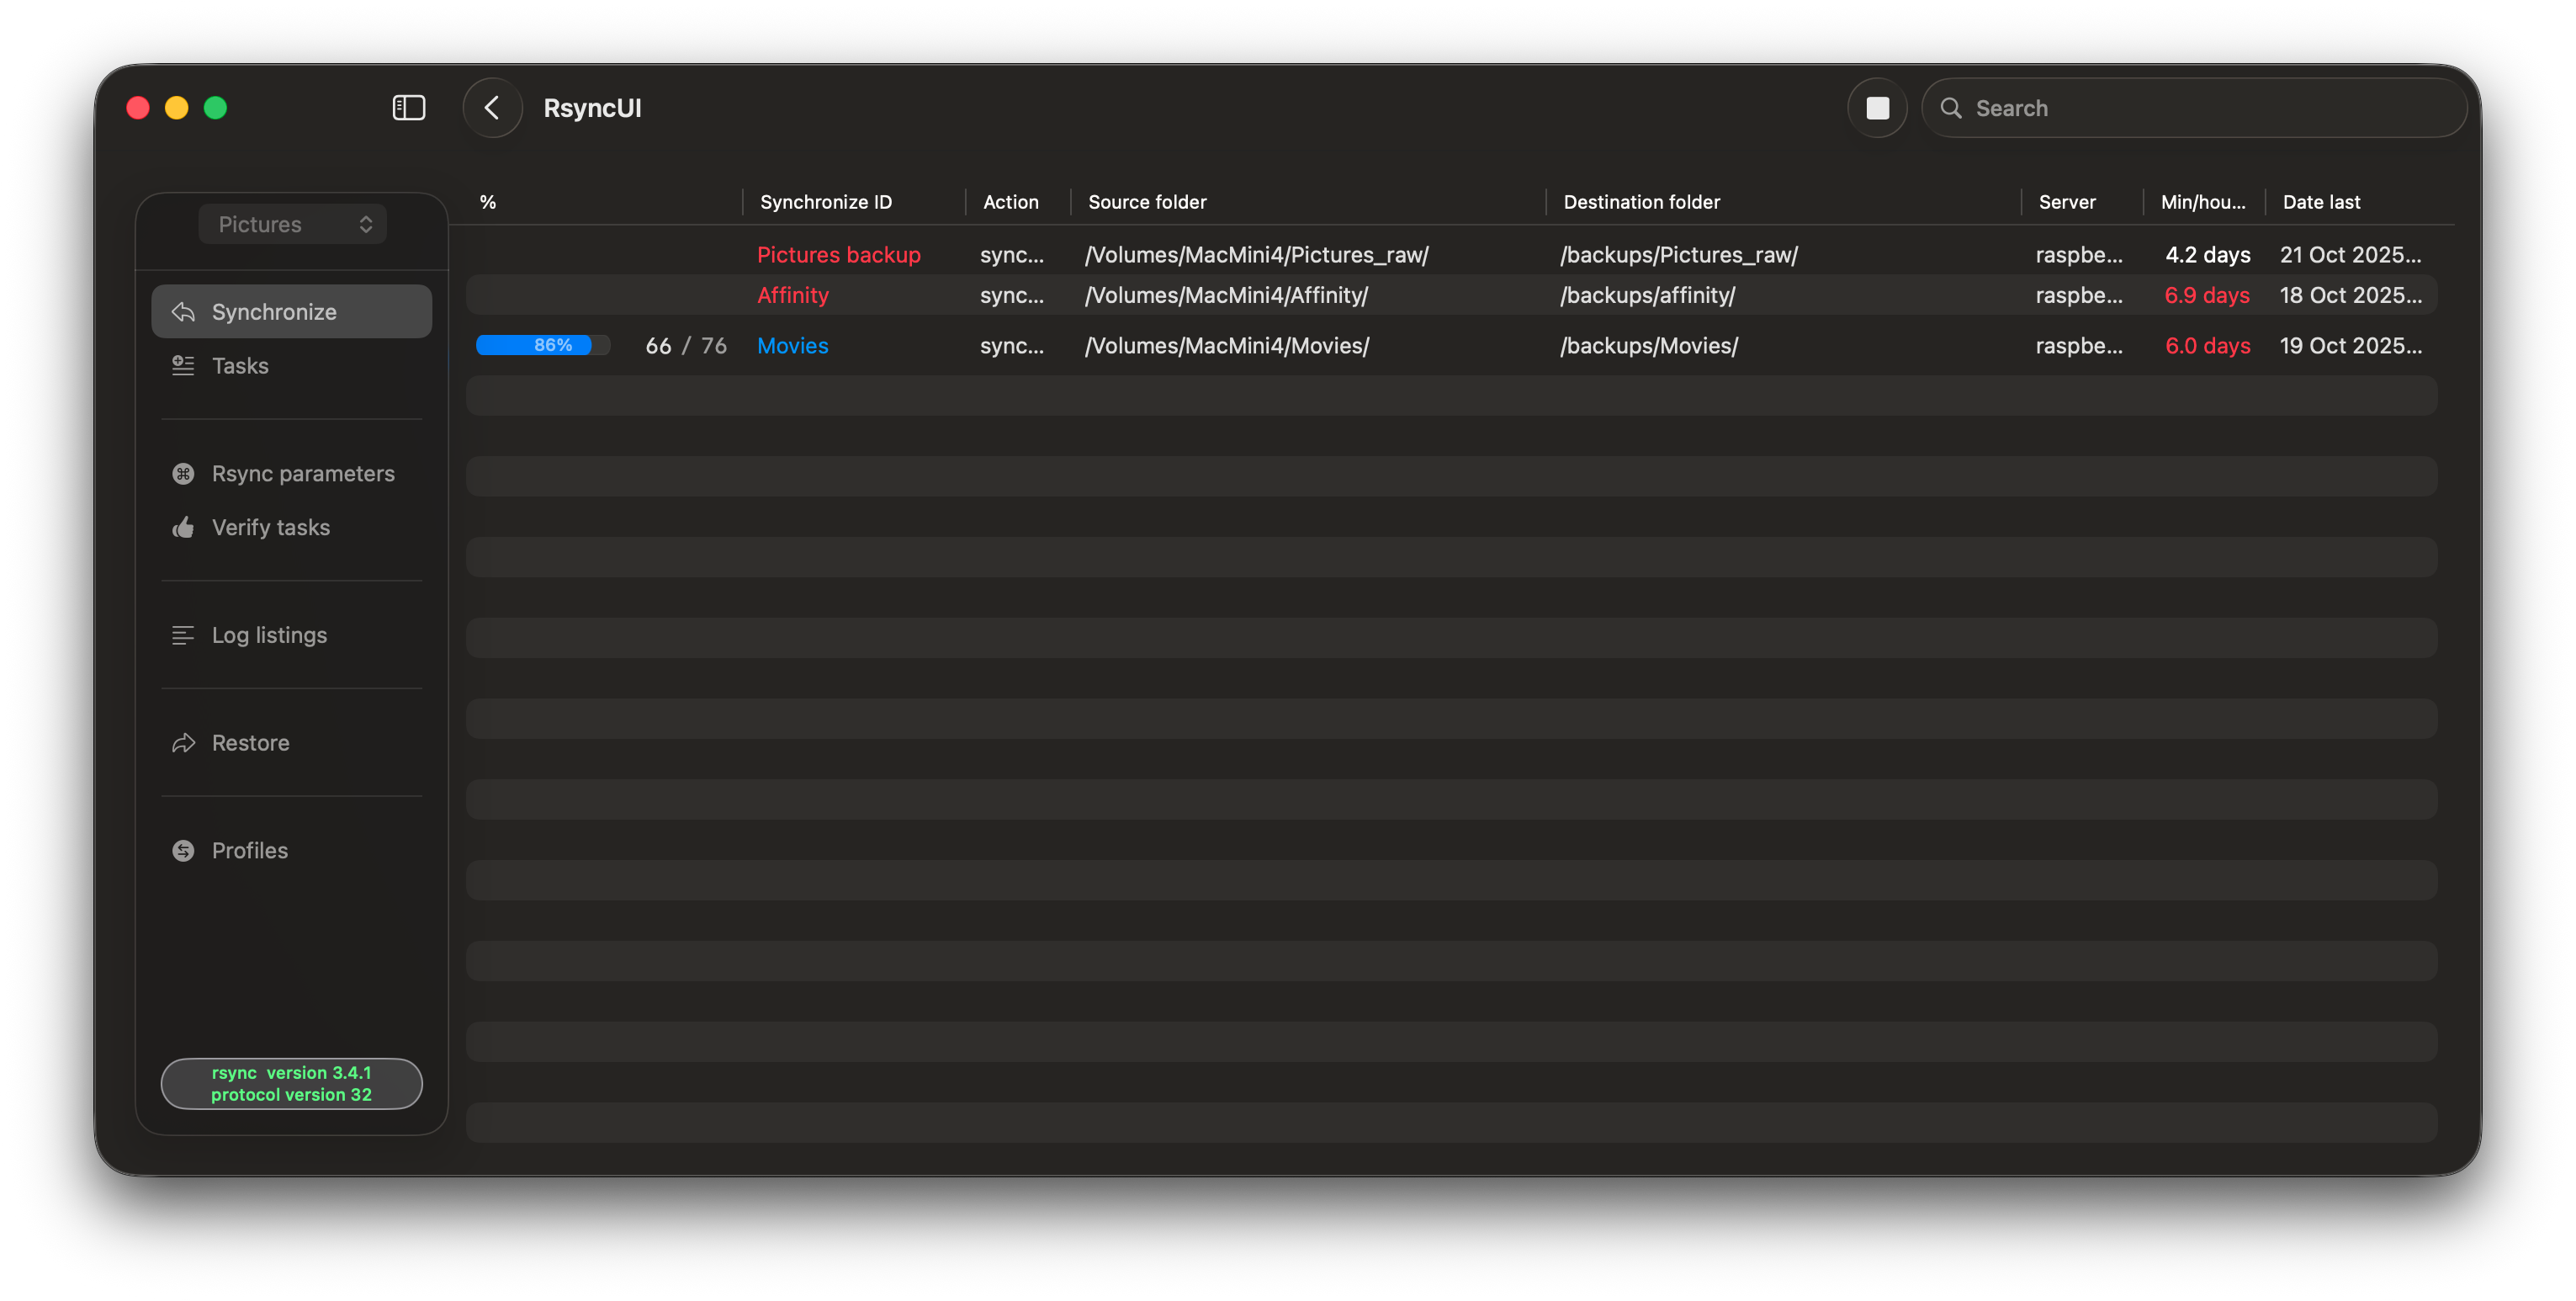 RsyncUI
Search
Pictures
Synchronize
Tasks
Rsync parameters
Verify tasks
Log listings
Restore
Profiles
rsync version 3.4.1
protocol version 32
% Synchronize ID Action Source folder Destination folder Server Min/hou... Date last
Pictures backup sync... /Volumes/MacMini4/Pictures_raw/ /backups/Pictures_raw/ raspbe... 4.2 days 21 Oct 2025...
Affinity sync... /Volumes/MacMini4/Affinity/ /backups/affinity/ raspbe... 6.9 days 18 Oct 2025...
86% 66 / 76 Movies sync... /Volumes/MacMini4/Movies/ /backups/Movies/ raspbe... 6.0 days 19 Oct 2025...